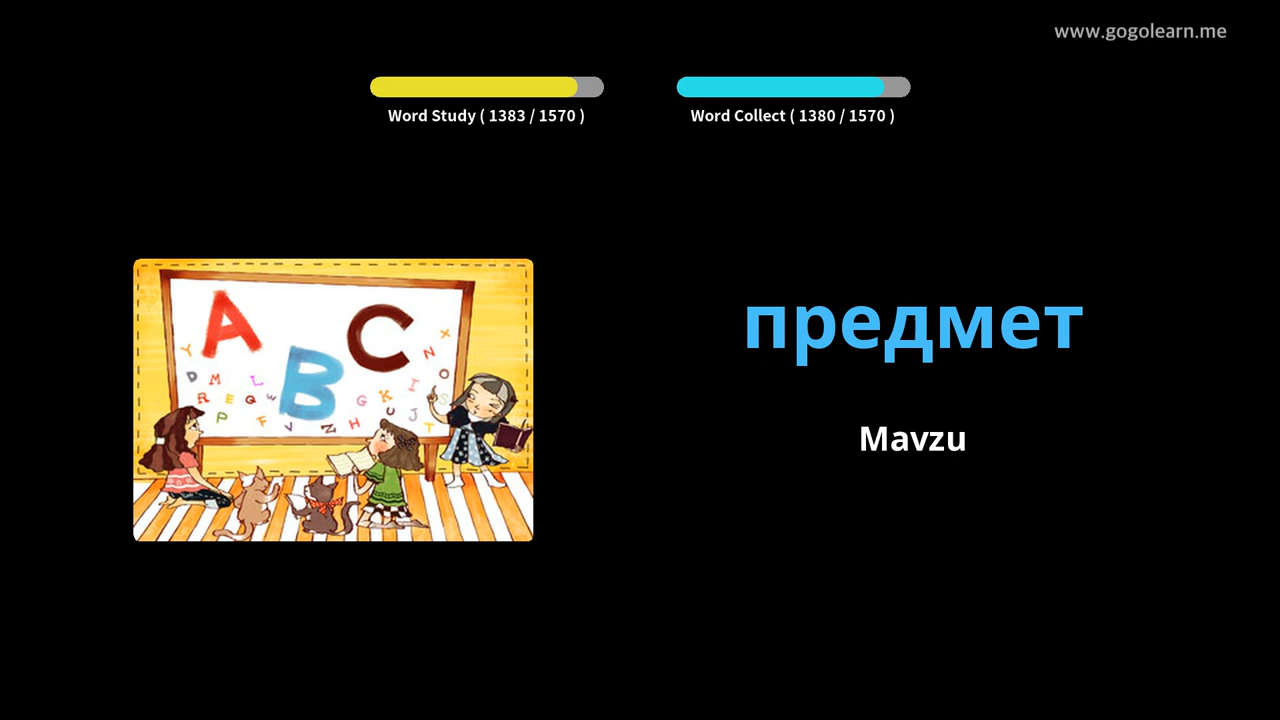 www.gogolearn.me
Word Study ( 1383 / 1570 )
Word Collect ( 1380 / 1570 )
A
C
B
X
Y
N
D M L O
R E Q W G K I S
P F V Z H U J T
предмет
Mavzu